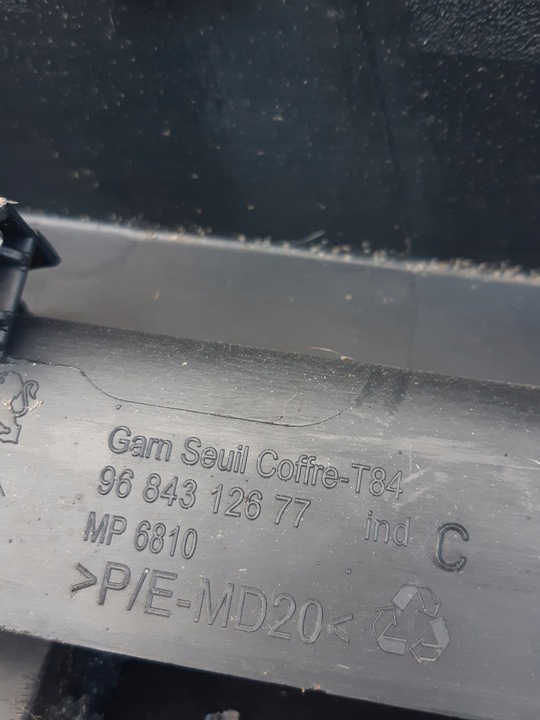 Garn Seuil Coffre-T84
96 843 126 77 ind C
MP 6810
>P/E-MD20<